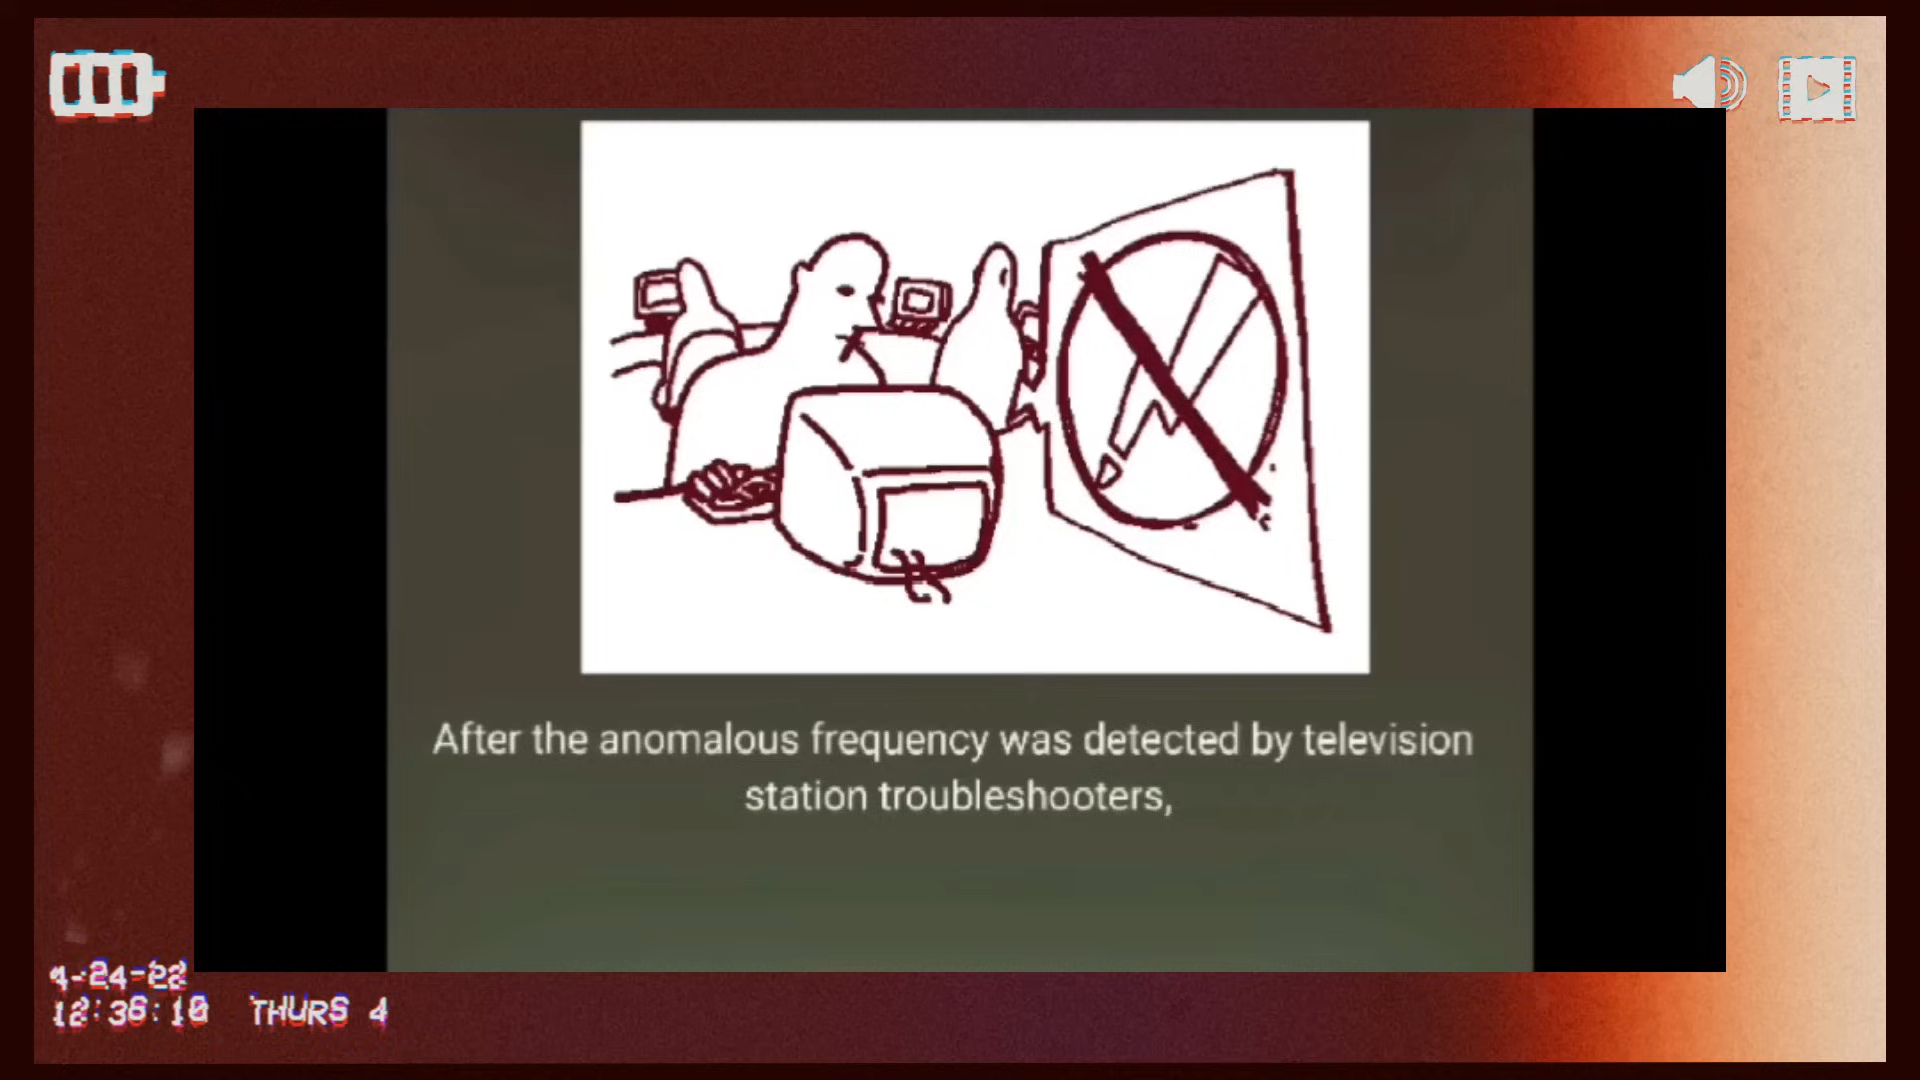 After the anomalous frequency was detected by television
station troubleshooters,
4-24-22
12:36:10 THURS 4